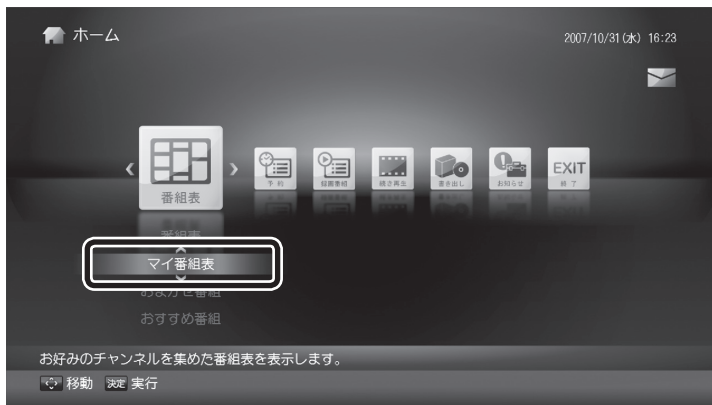 ホーム
2007/10/31(水) 16:23
番組表
予 約
録画番組
続き再生
書き出し
お知らせ
EXIT
終 了
番組表
マイ番組表
おまかせ番組
おすすめ番組
お好みのチャンネルを集めた番組表を表示します。
移動 決定 実行